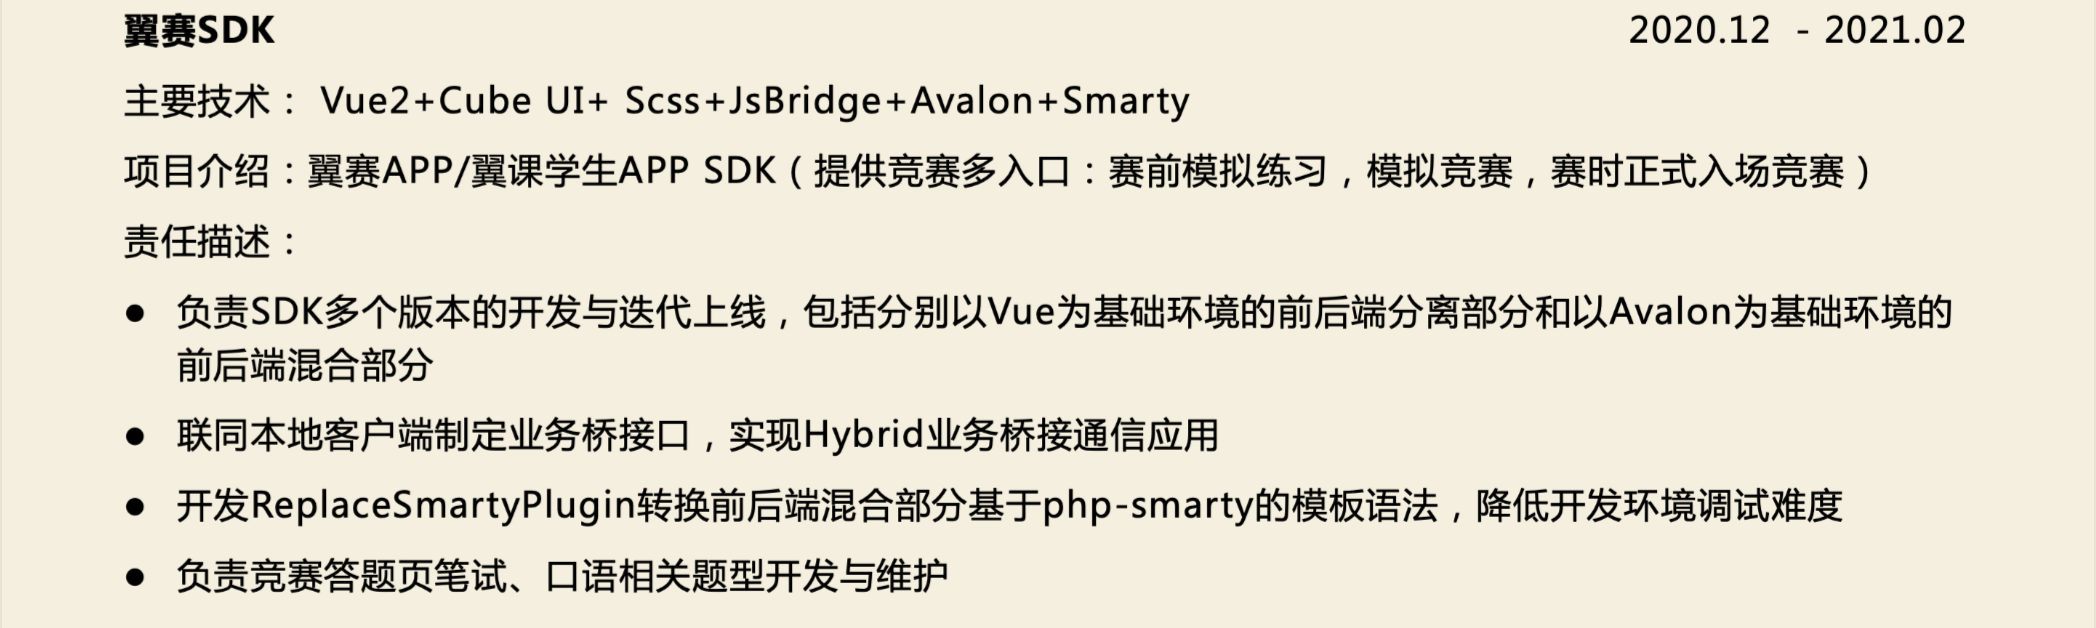 翼赛SDK 2020.12 - 2021.02
主要技术： Vue2+Cube UI+ Scss+JsBridge+Avalon+Smarty
项目介绍：翼赛APP/翼课学生APP SDK（提供竞赛多入口：赛前模拟练习，模拟竞赛，赛时正式入场竞赛）
责任描述：
● 负责SDK多个版本的开发与迭代上线，包括分别以Vue为基础环境的前后端分离部分和以Avalon为基础环境的
前后端混合部分
● 联同本地客户端制定业务桥接口，实现Hybrid业务桥接通信应用
● 开发ReplaceSmartyPlugin转换前后端混合部分基于php-smarty的模板语法，降低开发环境调试难度
● 负责竞赛答题页笔试、口语相关题型开发与维护